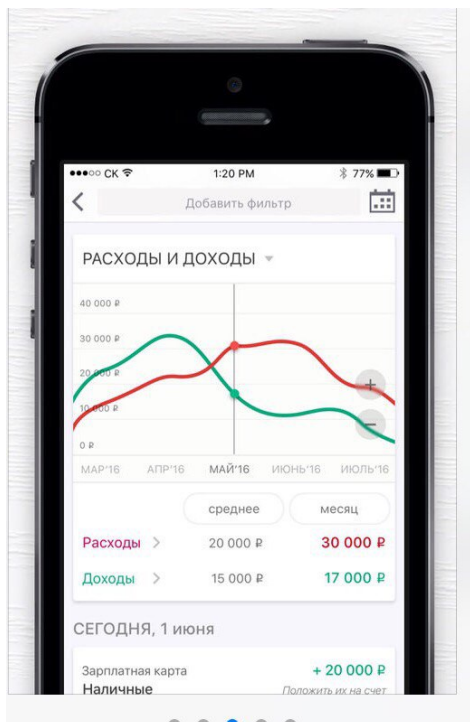 СК 1:20 PM 77%
Добавить фильтр
РАСХОДЫ И ДОХОДЫ
40 000 ₽
30 000 ₽
20 000 ₽
10 000 ₽
0 ₽
+
−
МАР'16 АПР'16 МАЙ'16 ИЮНЬ'16 ИЮЛЬ'16
среднее месяц
Расходы > 20 000 ₽ 30 000 ₽
Доходы > 15 000 ₽ 17 000 ₽
СЕГОДНЯ, 1 июня
Зарплатная карта + 20 000 ₽
Наличные Положить их на счет